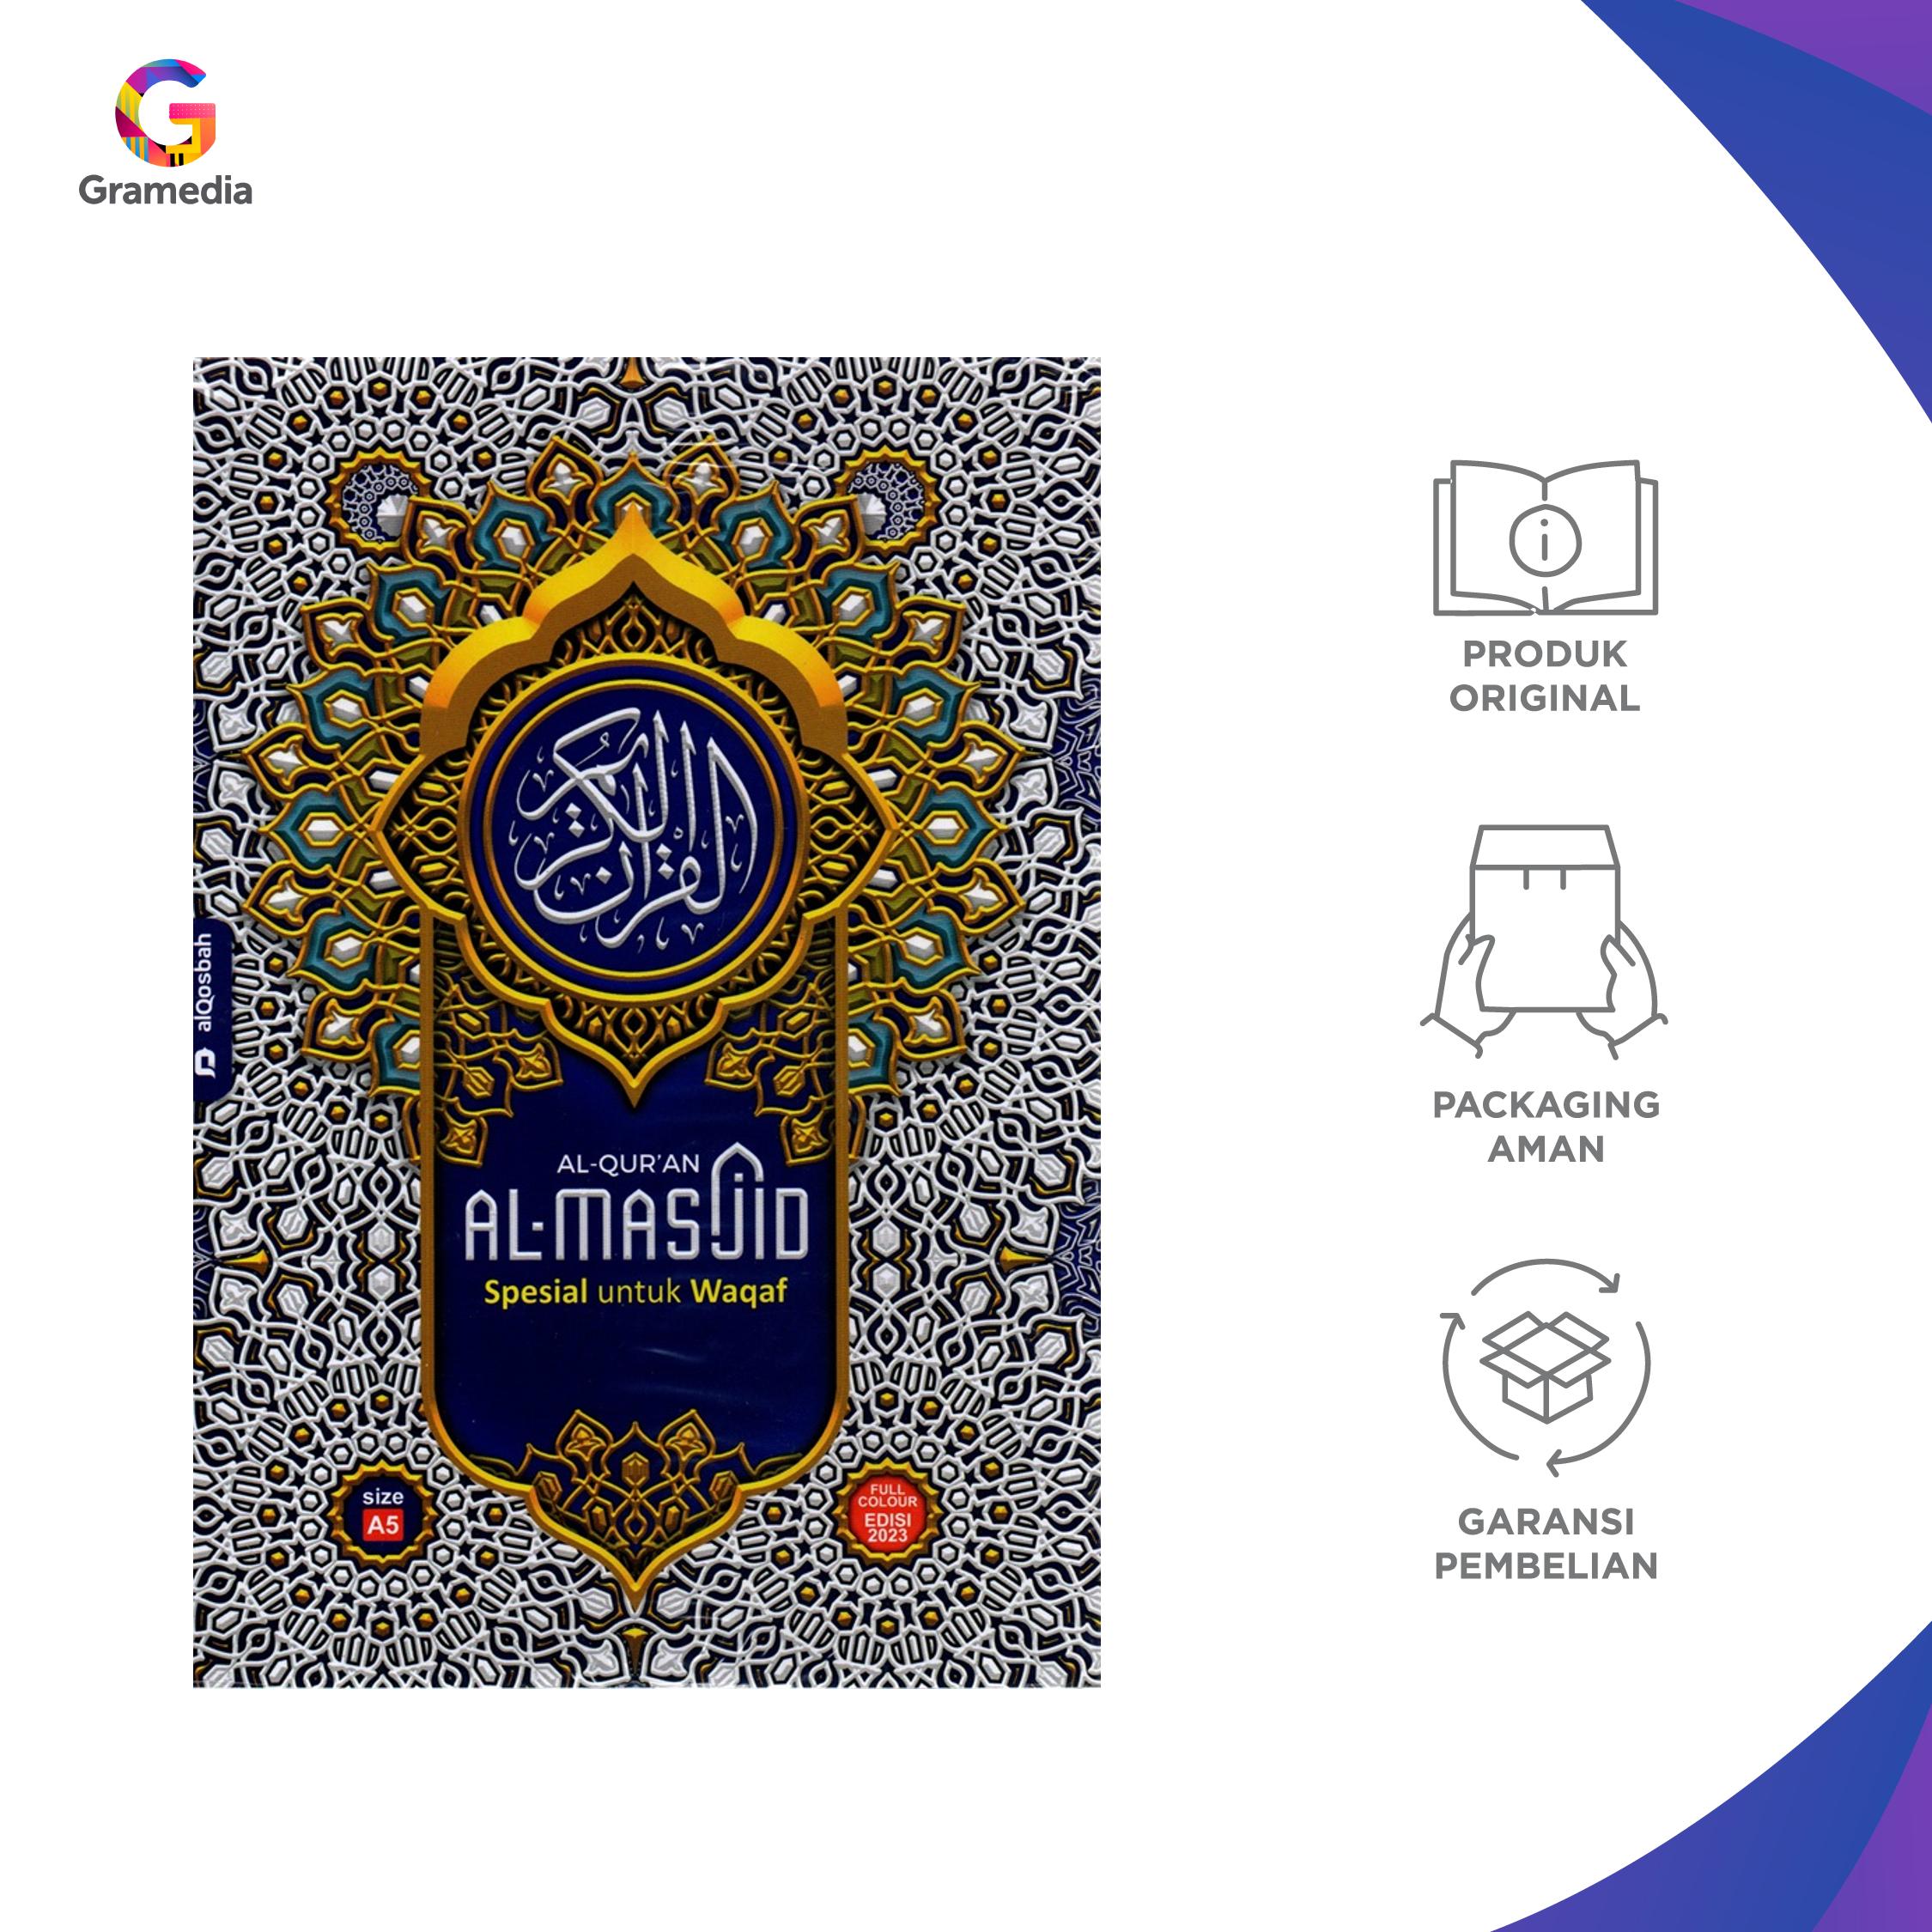 Gramedia
القرآن الكريم
alQosbah
AL-QUR'AN
AL-MASJID
Spesial untuk Waqaf
size
A5
FULL
COLOUR
EDISI
2023
PRODUK
ORIGINAL
PACKAGING
AMAN
GARANSI
PEMBELIAN